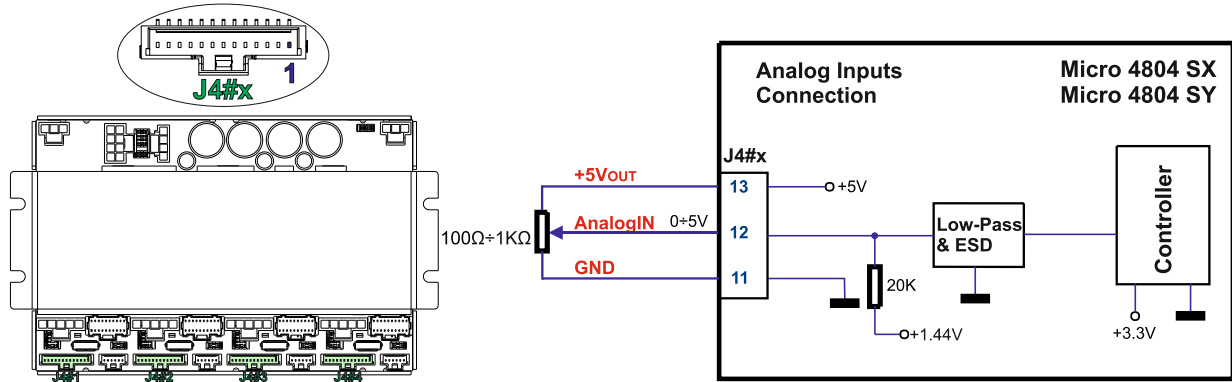 1
J4#x
J4#1
J4#2
J4#3
J4#4
Analog Inputs
Connection
Micro 4804 SX
Micro 4804 SY
J4#x
+5VOUT
13
+5V
100Ω÷1KΩ
AnalogIN
0÷5V
12
GND
11
20K
+1.44V
Low-Pass
& ESD
Controller
+3.3V